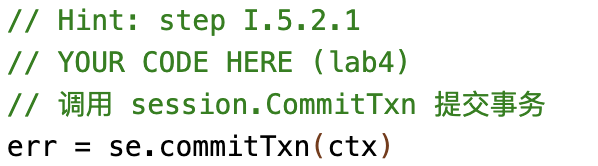 // Hint: step I.5.2.1
// YOUR CODE HERE (lab4)
// 调用 session.CommitTxn 提交事务
err = se.commitTxn(ctx)